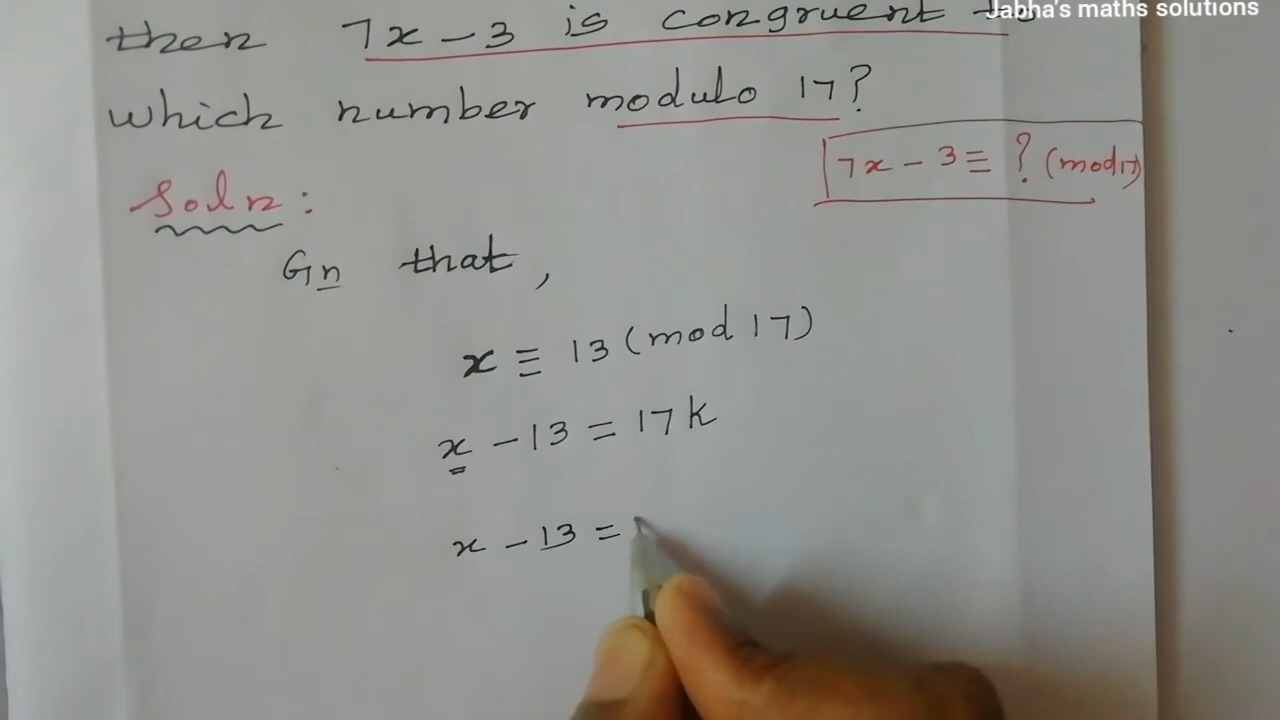 Jabha's maths solutions
then 7x - 3 is congruent to
which number modulo 17?
7x - 3 ≡ ? (mod 17)
Soln:
Gn that,
x ≡ 13 (mod 17)
x - 13 = 17k
x - 13 =